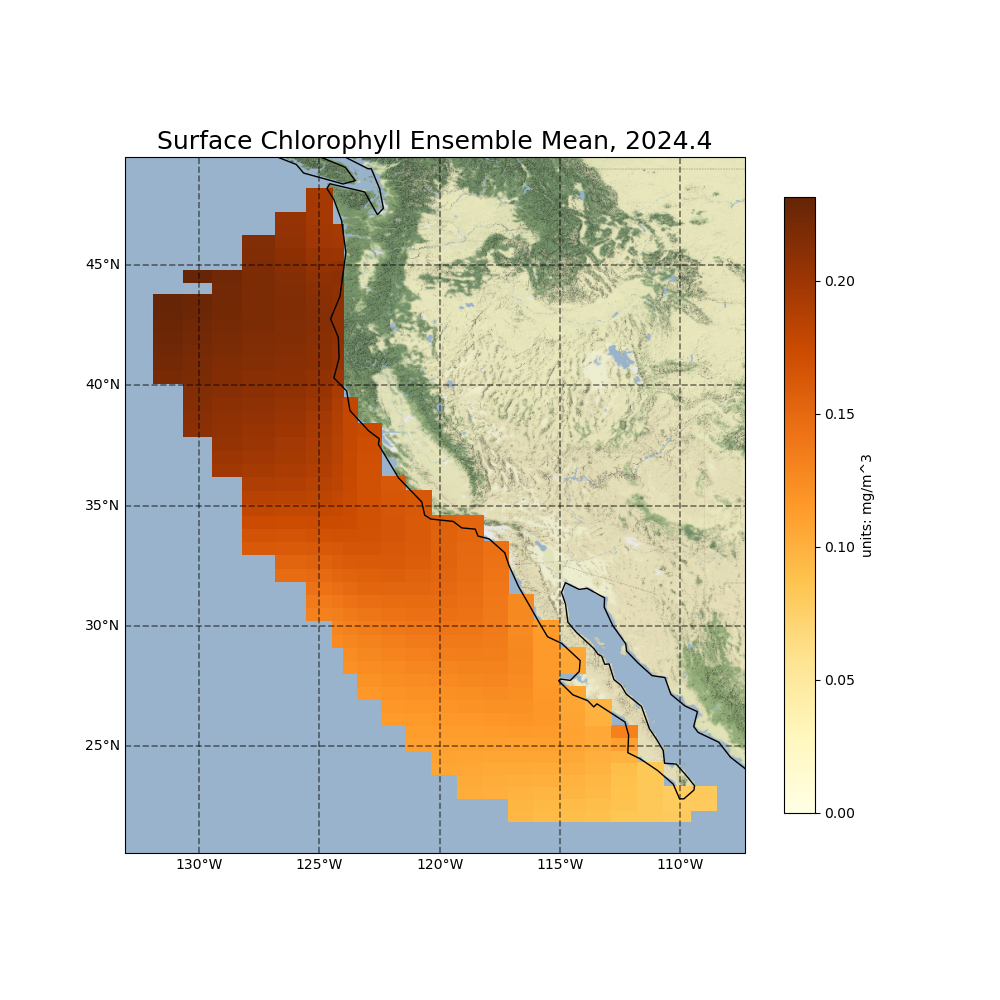 Surface Chlorophyll Ensemble Mean, 2024.4
45°N
40°N
35°N
30°N
25°N
130°W
125°W
120°W
115°W
110°W
0.20
0.15
0.10
0.05
0.00
units: mg/m^3